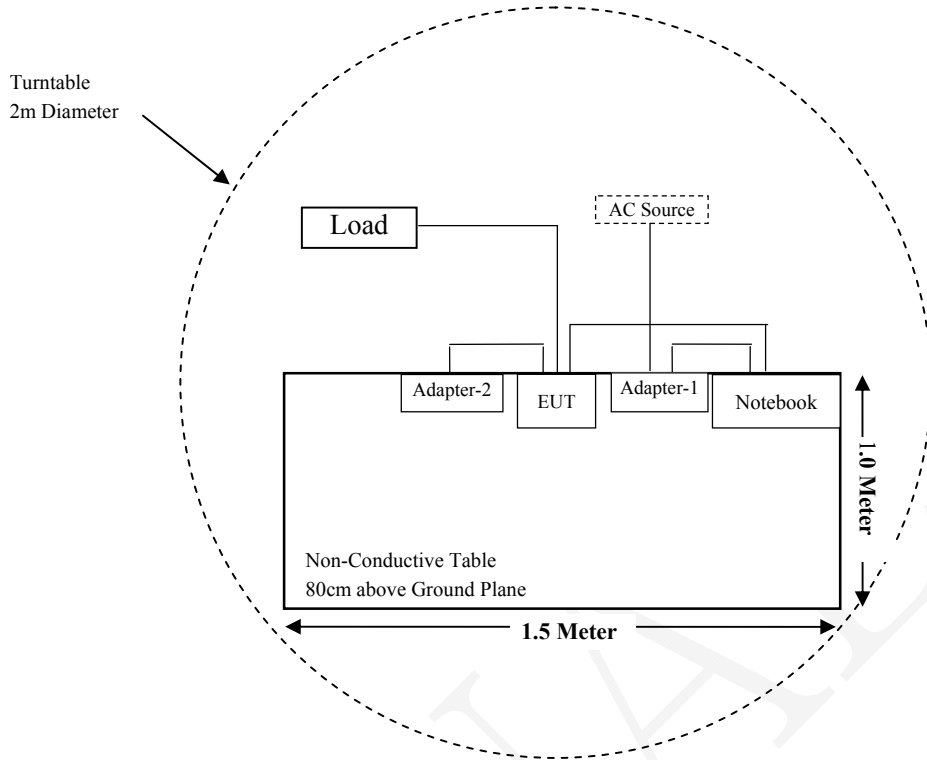 Turntable
2m Diameter
Load
AC Source
Adapter-2
EUT
Adapter-1
Notebook
1.0 Meter
Non-Conductive Table
80cm above Ground Plane
1.5 Meter